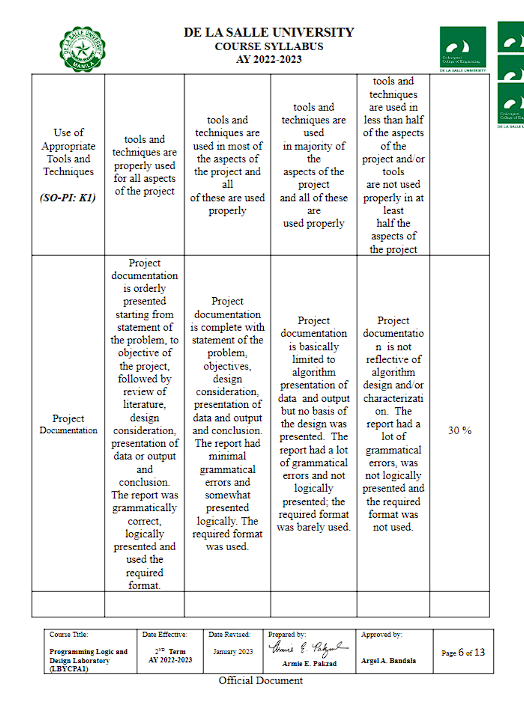 DE LA SALLE UNIVERSITY
COURSE SYLLABUS
AY 2022-2023
DE LA SALLE UNIVERSITY
MANILA
DE LA SALLE UNIVERSITY
Use of
Appropriate
Tools and
Techniques
(SO-PI: K1)
tools and
techniques are
properly used
for all aspects
of the project
tools and
techniques are
used in most of
the aspects of
the project and
all
of these are used
properly
tools and
techniques are
used
in majority of
the
aspects of the
project
and all of these
are
used properly
tools and
techniques
are used in
less than half
of the aspects
of the
project and/or
tools
are not used
properly in at
least
half the
aspects of
the project
Project
Documentation
Project
documentation
is orderly
presented
starting from
statement of
the problem, to
objective of
the project,
followed by
review of
literature,
design
consideration,
presentation of
data or output
and
conclusion.
The report was
grammatically
correct,
logically
presented and
used the
required
format.
Project
documentation
is complete with
statement of the
problem,
objectives,
design
consideration,
presentation of
data and output
and conclusion.
The report had
minimal
grammatical
errors and
somewhat
presented
logically. The
required format
was used.
Project
documentation
is basically
limited to
algorithm
presentation of
data and output
but no basis of
the design was
presented. The
report had a lot
of grammatical
errors and not
logically
presented; the
required format
was barely used.
Project
documentatio
n is not
reflective of
algorithm
design and/or
characterizati
on. The
report had a
lot of
grammatical
errors, was
not logically
presented and
the required
format was
not used.
30 %
Course Title:
Programming Logic and
Design Laboratory
(LBYCPA1)
Date Effective:
2ND Term
AY 2022-2023
Date Revised:
January 2023
Prepared by:
Armie E. Pakzad
Armie E. Pakzad
Approved by:
Argel A. Bandala
Page 6 of 13
Official Document